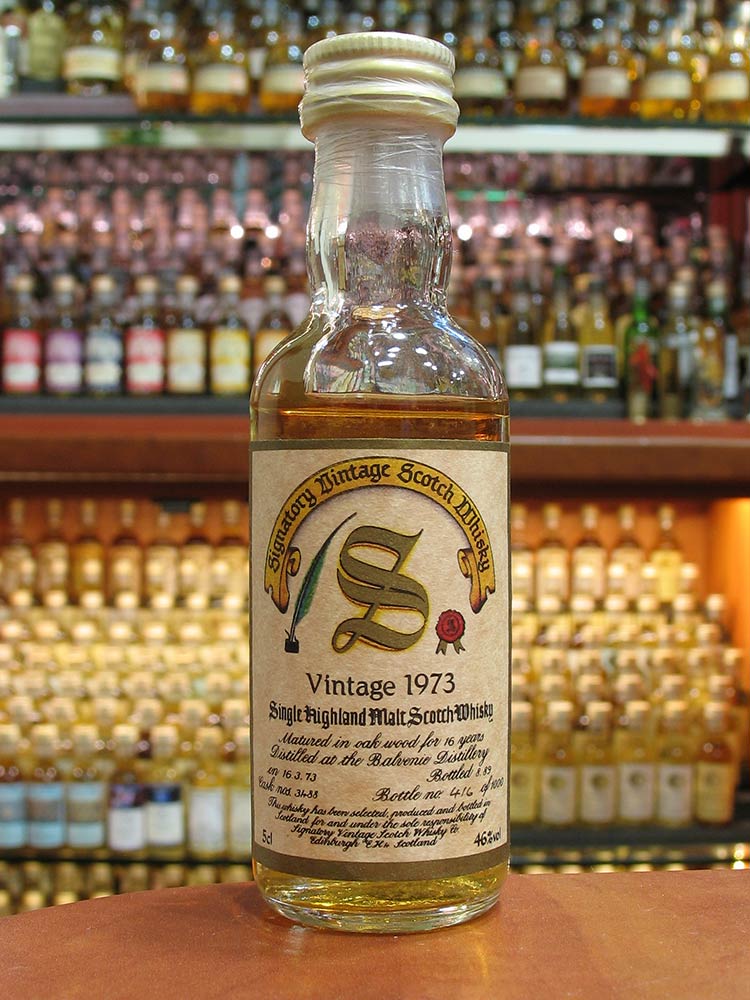 Signatory Vintage Scotch Whisky
S
Vintage 1973
Single Highland Malt Scotch Whisky
Matured in oak wood for 16 years
Distilled at the Balvenie Distillery
on 16.3.73 Bottled 8.89
Cask nos 3488 Bottle no 416 of 1000
This whisky has been selected, produced and bottled in
Scotland for and under the sole responsibility of
Signatory Vintage Scotch Whisky Co.
5cl Edinburgh EH4 Scotland 46%vol